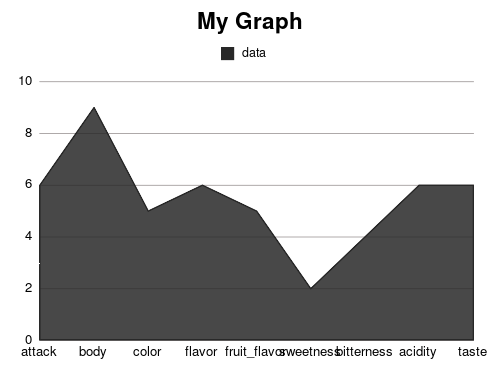 My Graph
data
10
8
6
4
2
0
attack body color flavor fruit_flavor sweetness bitterness acidity taste